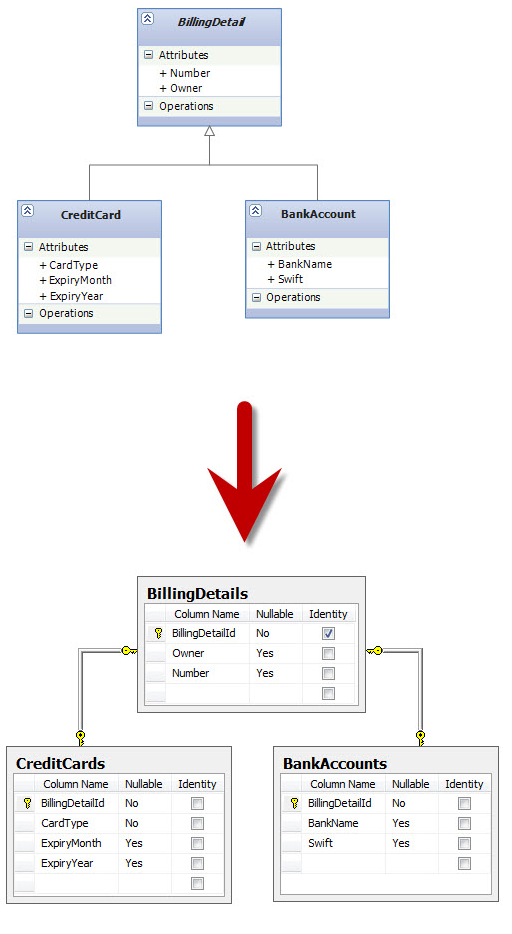 BillingDetail
Attributes
+ Number
+ Owner
Operations
CreditCard
Attributes
+ CardType
+ ExpiryMonth
+ ExpiryYear
Operations
BankAccount
Attributes
+ BankName
+ Swift
Operations
BillingDetails
Column Name Nullable Identity
BillingDetailId No
Owner Yes
Number Yes
CreditCards
Column Name Nullable Identity
BillingDetailId No
CardType No
ExpiryMonth Yes
ExpiryYear Yes
BankAccounts
Column Name Nullable Identity
BillingDetailId No
BankName Yes
Swift Yes